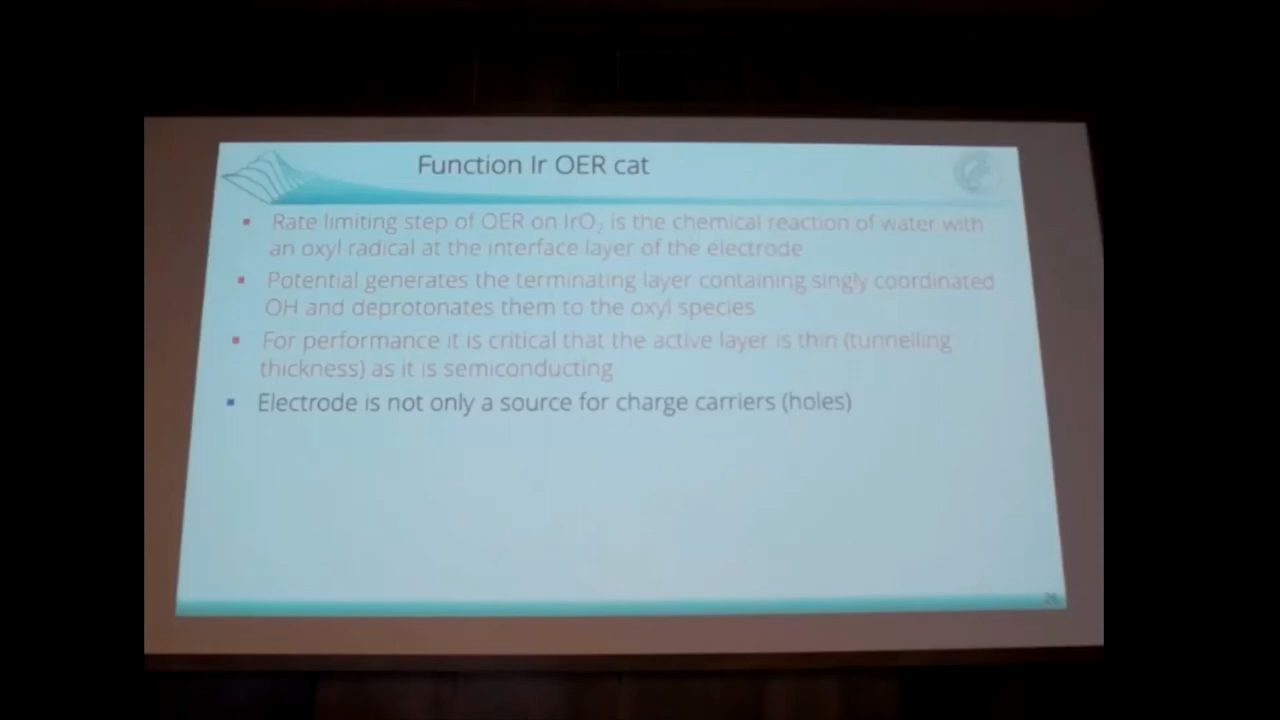 Function Ir OER cat
▪ Rate limiting step of OER on IrO₂ is the chemical reaction of water with
an oxyl radical at the interface layer of the electrode
▪ Potential generates the terminating layer containing singly coordinated
OH and deprotonates them to the oxyl species
▪ For performance it is critical that the active layer is thin (tunnelling
thickness) as it is semiconducting
▪ Electrode is not only a source for charge carriers (holes)
26